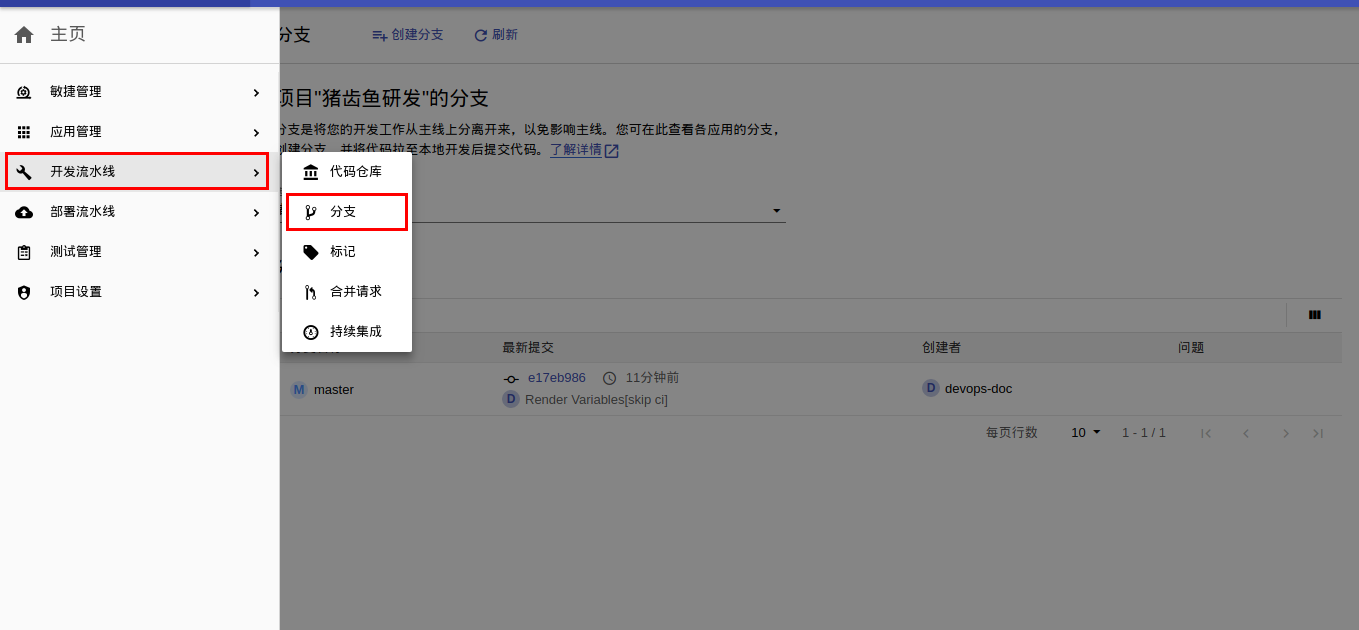 主页
敏捷管理
应用管理
开发流水线
部署流水线
测试管理
项目设置
代码仓库
分支
标记
合并请求
持续集成
分支
创建分支
刷新
项目"猪齿鱼研发"的分支
分支是将您的开发工作从主线上分离开来，以免影响主线。您可在此查看各应用的分支，
创建分支，并将代码拉至本地开发后提交代码。了解详情
最新提交 创建者 问题
M master e17eb986 11分钟前
D Render Variables[skip ci] D devops-doc
每页行数 10 1 - 1 / 1